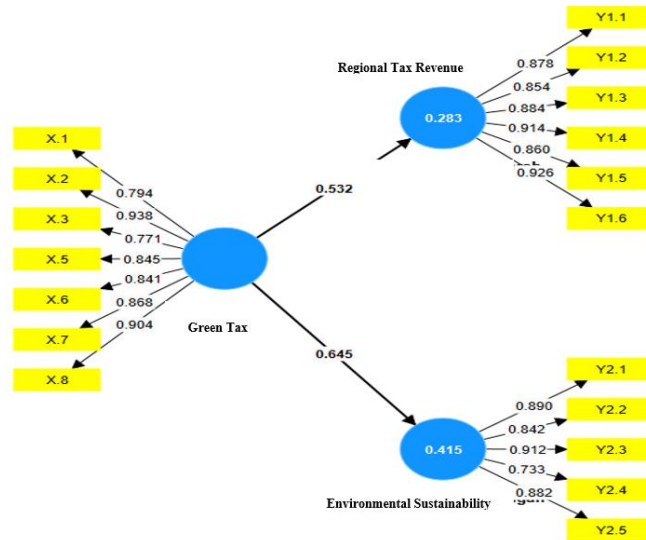 X.1
X.2
X.3
X.5
X.6
X.7
X.8
0.794
0.938
0.771
0.845
0.841
0.868
0.904
Green Tax
0.532
0.645
Regional Tax Revenue
0.283
0.878
0.854
0.884
0.914
0.860
0.926
Y1.1
Y1.2
Y1.3
Y1.4
Y1.5
Y1.6
0.415
Environmental Sustainability
0.890
0.842
0.912
0.733
0.882
Y2.1
Y2.2
Y2.3
Y2.4
Y2.5